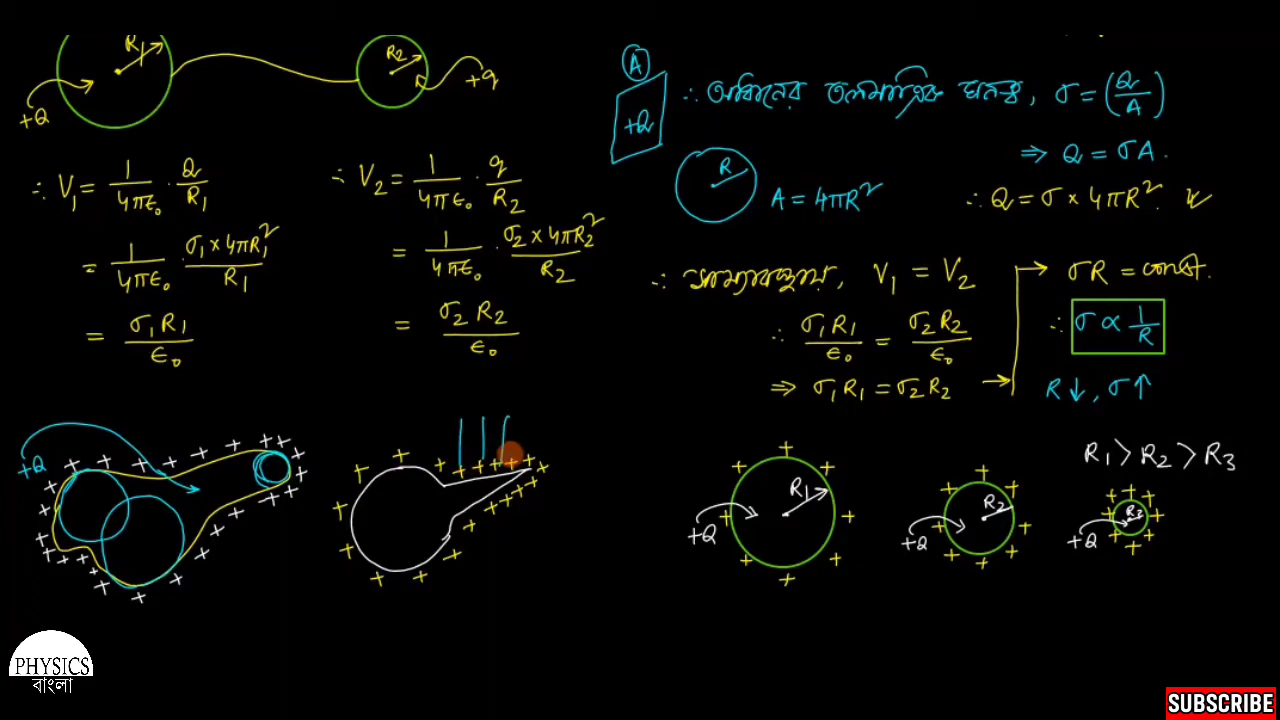 R₁
R₂
+Q
+q
∴ V₁ = 1/4πϵ₀ · Q/R₁
= 1/4πϵ₀ · σ₁ × 4πR₁²/R₁
= σ₁R₁/ϵ₀
∴ V₂ = 1/4πϵ₀ · q/R₂
= 1/4πϵ₀ · σ₂ × 4πR₂²/R₂
= σ₂R₂/ϵ₀
A
+Q
∴ আধানের তলমাত্রিক ঘনত্ব, σ = (Q/A)
⇒ Q = σA.
R
A = 4πR²
∴ Q = σ × 4πR².
∴ সাম্যাবস্থায়, V₁ = V₂
∴ σ₁R₁/ϵ₀ = σ₂R₂/ϵ₀
⇒ σ₁R₁ = σ₂R₂
σR = const.
∴ σ ∝ 1/R
R↓, σ↑
+Q
R₁ > R₂ > R₃
R₁
+Q
R₂
+Q
R₃
+Q
PHYSICS
বাংলা
SUBSCRIBE